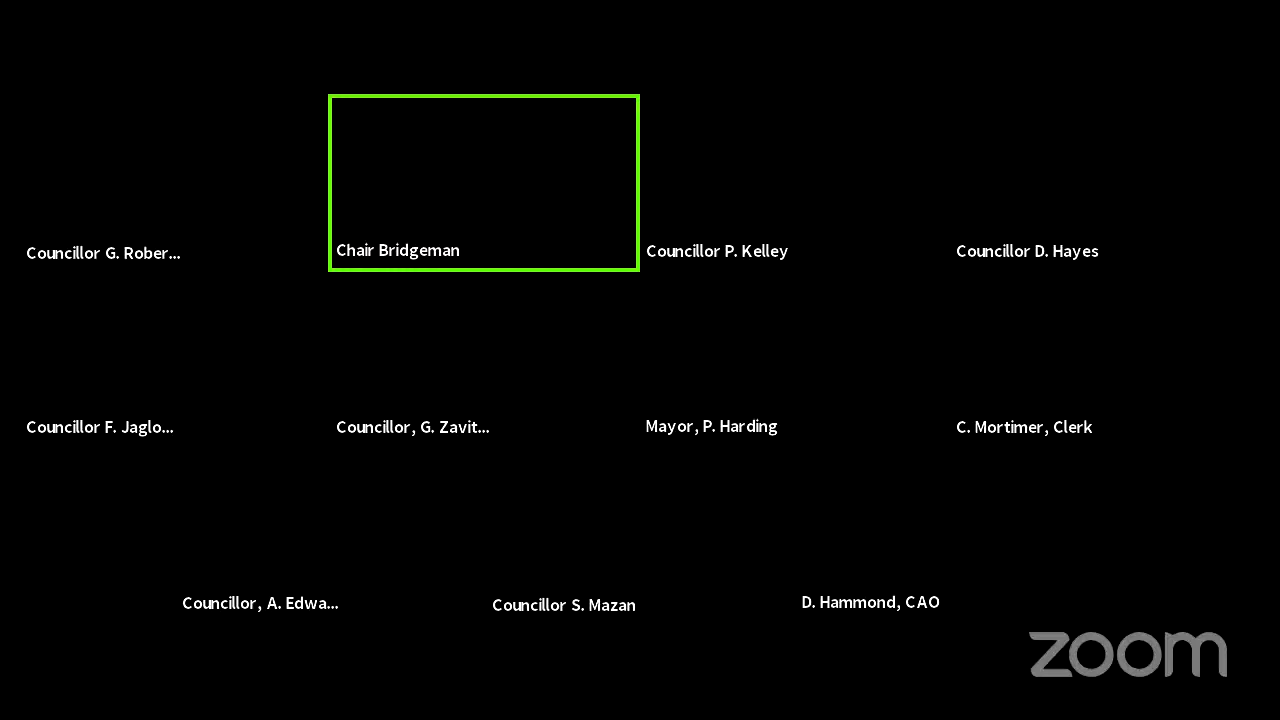 Councillor G. Rober...
Chair Bridgeman
Councillor P. Kelley
Councillor D. Hayes
Councillor F. Jaglo...
Councillor, G. Zavit...
Mayor, P. Harding
C. Mortimer, Clerk
Councillor, A. Edwa...
Councillor S. Mazan
D. Hammond, CAO
zoom